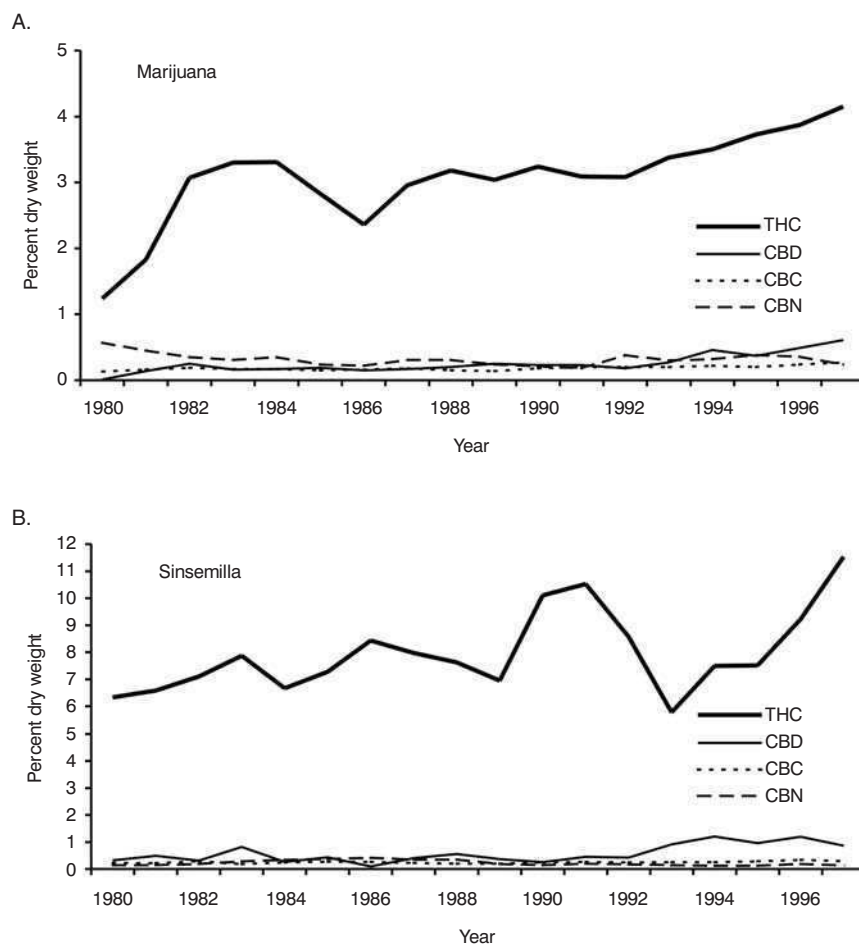 A.
Marijuana
Percent dry weight
5
4
3
2
1
0
THC
CBD
CBC
CBN
1980 1982 1984 1986 1988 1990 1992 1994 1996
Year
B.
Sinsemilla
Percent dry weight
12
11
10
9
8
7
6
5
4
3
2
1
0
THC
CBD
CBC
CBN
1980 1982 1984 1986 1988 1990 1992 1994 1996
Year